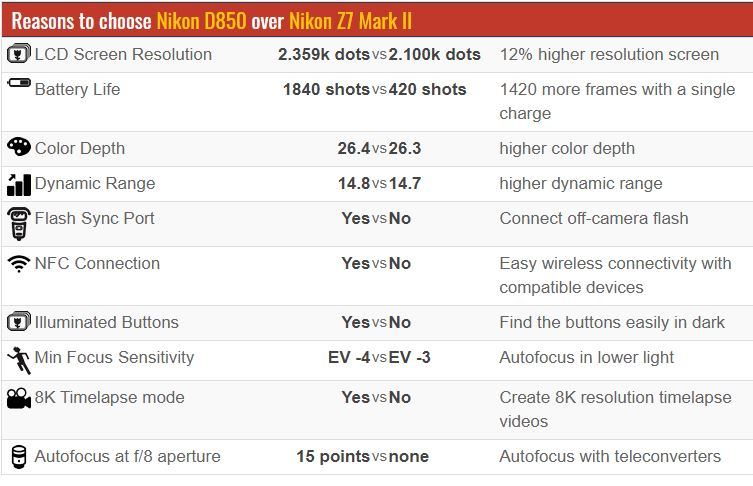 Reasons to choose Nikon D850 over Nikon Z7 Mark II
LCD Screen Resolution 2.359k dots vs 2.100k dots 12% higher resolution screen
Battery Life 1840 shots vs 420 shots 1420 more frames with a single
charge
Color Depth 26.4 vs 26.3 higher color depth
Dynamic Range 14.8 vs 14.7 higher dynamic range
Flash Sync Port Yes vs No Connect off-camera flash
NFC Connection Yes vs No Easy wireless connectivity with
compatible devices
Illuminated Buttons Yes vs No Find the buttons easily in dark
Min Focus Sensitivity EV -4 vs EV -3 Autofocus in lower light
8K Timelapse mode Yes vs No Create 8K resolution timelapse
videos
Autofocus at f/8 aperture 15 points vs none Autofocus with teleconverters